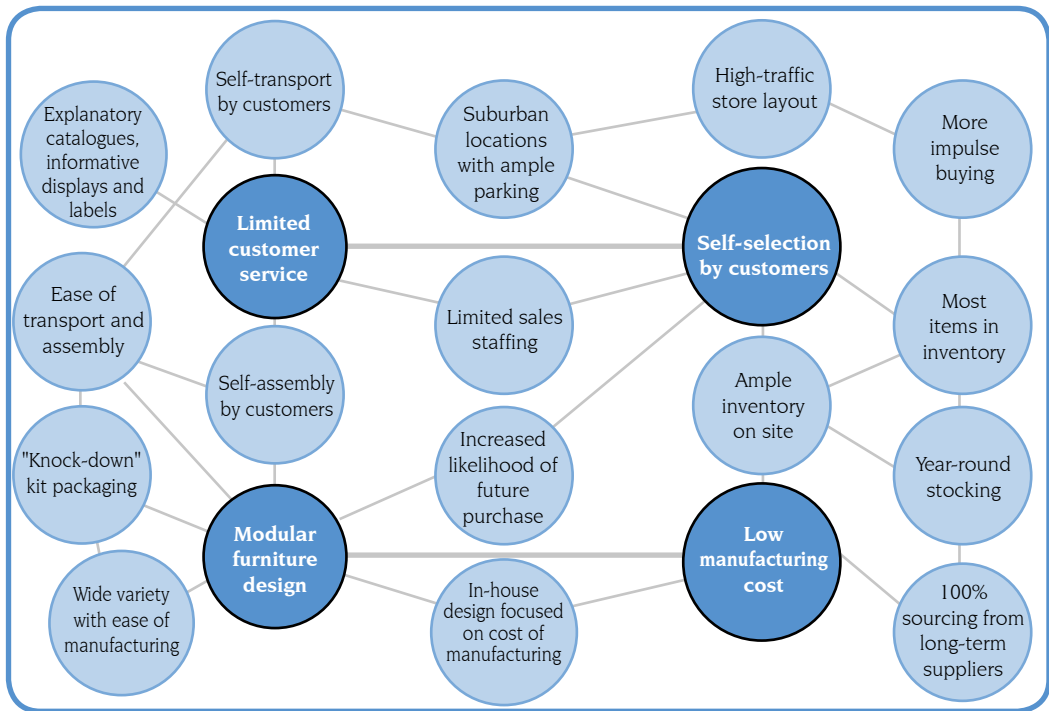 Self-transport
by customers
High-traffic
store layout
Explanatory
catalogues,
informative
displays and
labels
Suburban
locations
with ample
parking
More
impulse
buying
Limited
customer
service
Self-selection
by customers
Ease of
transport and
assembly
Limited sales
staffing
Most
items in
inventory
Self-assembly
by customers
Ample
inventory
on site
"Knock-down"
kit packaging
Increased
likelihood of
future
purchase
Year-round
stocking
Modular
furniture
design
Low
manufacturing
cost
Wide variety
with ease of
manufacturing
In-house
design focused
on cost of
manufacturing
100%
sourcing from
long-term
suppliers